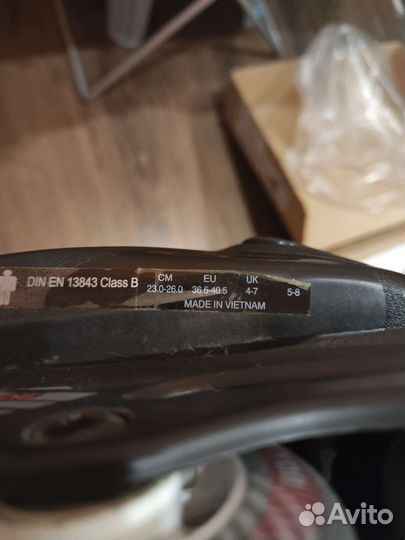 DIN EN 13843 Class B
CM EU UK
23.0-26.0 36.5-40.5 4-7 5-8
MADE IN VIETNAM
Avito